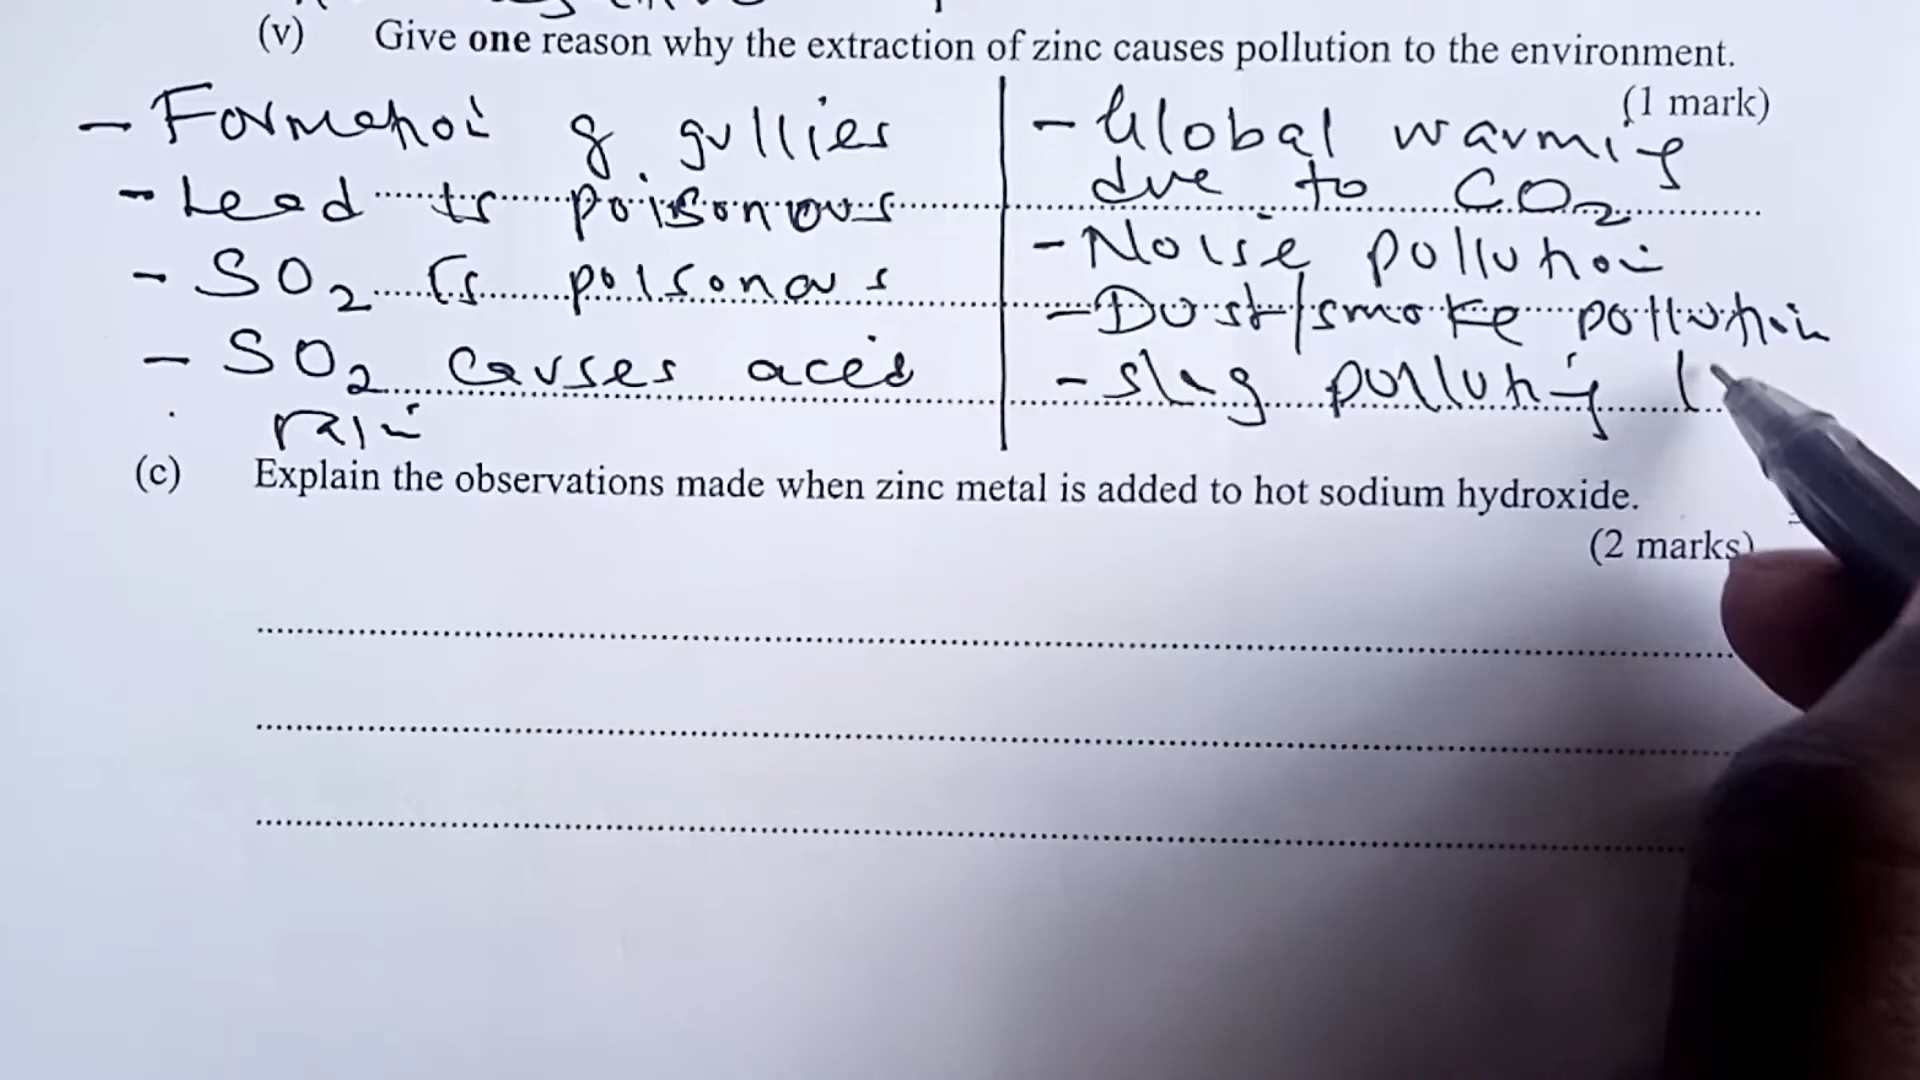 (v) Give one reason why the extraction of zinc causes pollution to the environment.
(1 mark)
- Formation of gullies
- Lead is poisonous
- SO2 is poisonous
- SO2 causes acid
rain
- Global warming
due to CO2
- Noise pollution
- Dust/smoke pollution
- slag polluting
(c) Explain the observations made when zinc metal is added to hot sodium hydroxide.
(2 marks)